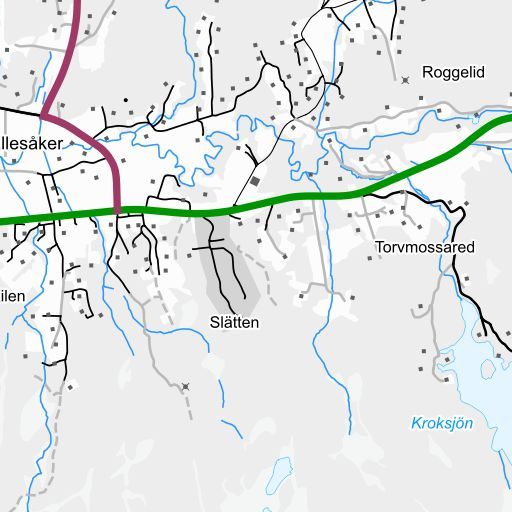 Roggelid
llesåker
Torvmossared
ilen
Slätten
Kroksjön